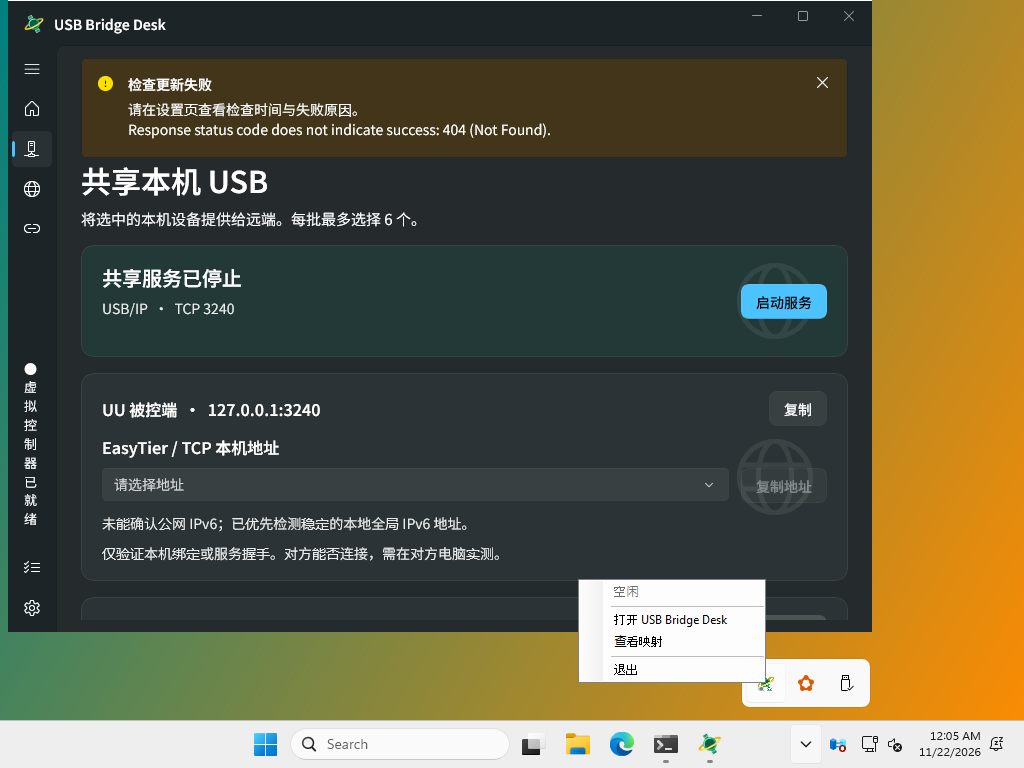 USB Bridge Desk
检查更新失败
请在设置页查看检查时间与失败原因。
Response status code does not indicate success: 404 (Not Found).
共享本机 USB
将选中的本机设备提供给远端。每批最多选择 6 个。
共享服务已停止
USB/IP • TCP 3240
启动服务
UU 被控端 • 127.0.0.1:3240
复制
EasyTier / TCP 本机地址
请选择地址
复制地址
未能确认公网 IPv6；已优先检测稳定的本地全局 IPv6 地址。
仅验证本机绑定或服务握手。对方能否连接，需在对方电脑实测。
虚拟控制器已就绪
空闲
打开 USB Bridge Desk
查看映射
退出
Search
12:05 AM
11/22/2026